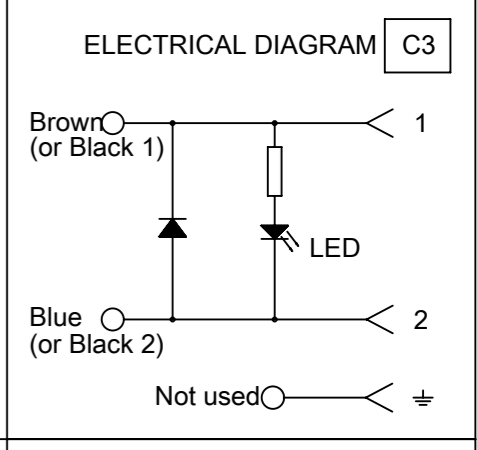 ELECTRICAL DIAGRAM C3
Brown 1
(or Black 1)
LED
Blue 2
(or Black 2)
Not used